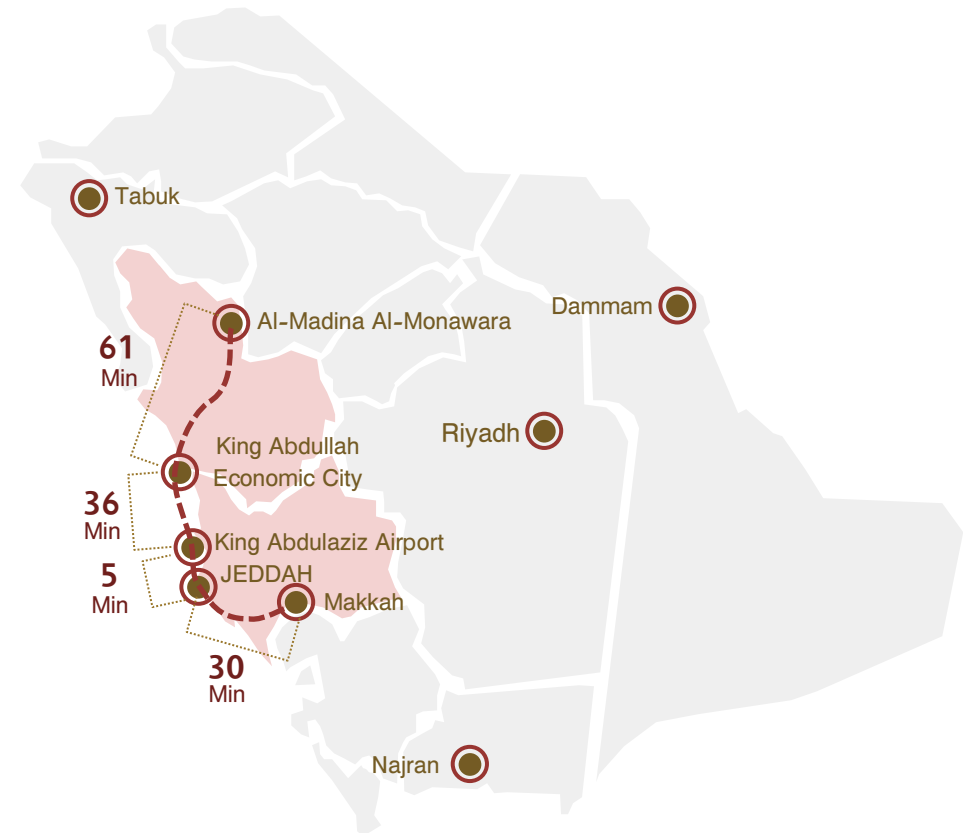 Tabuk
Dammam
Al-Madina Al-Monawara
61
Min
Riyadh
King Abdullah
Economic City
36
Min
King Abdulaziz Airport
5
Min
JEDDAH
Makkah
30
Min
Najran